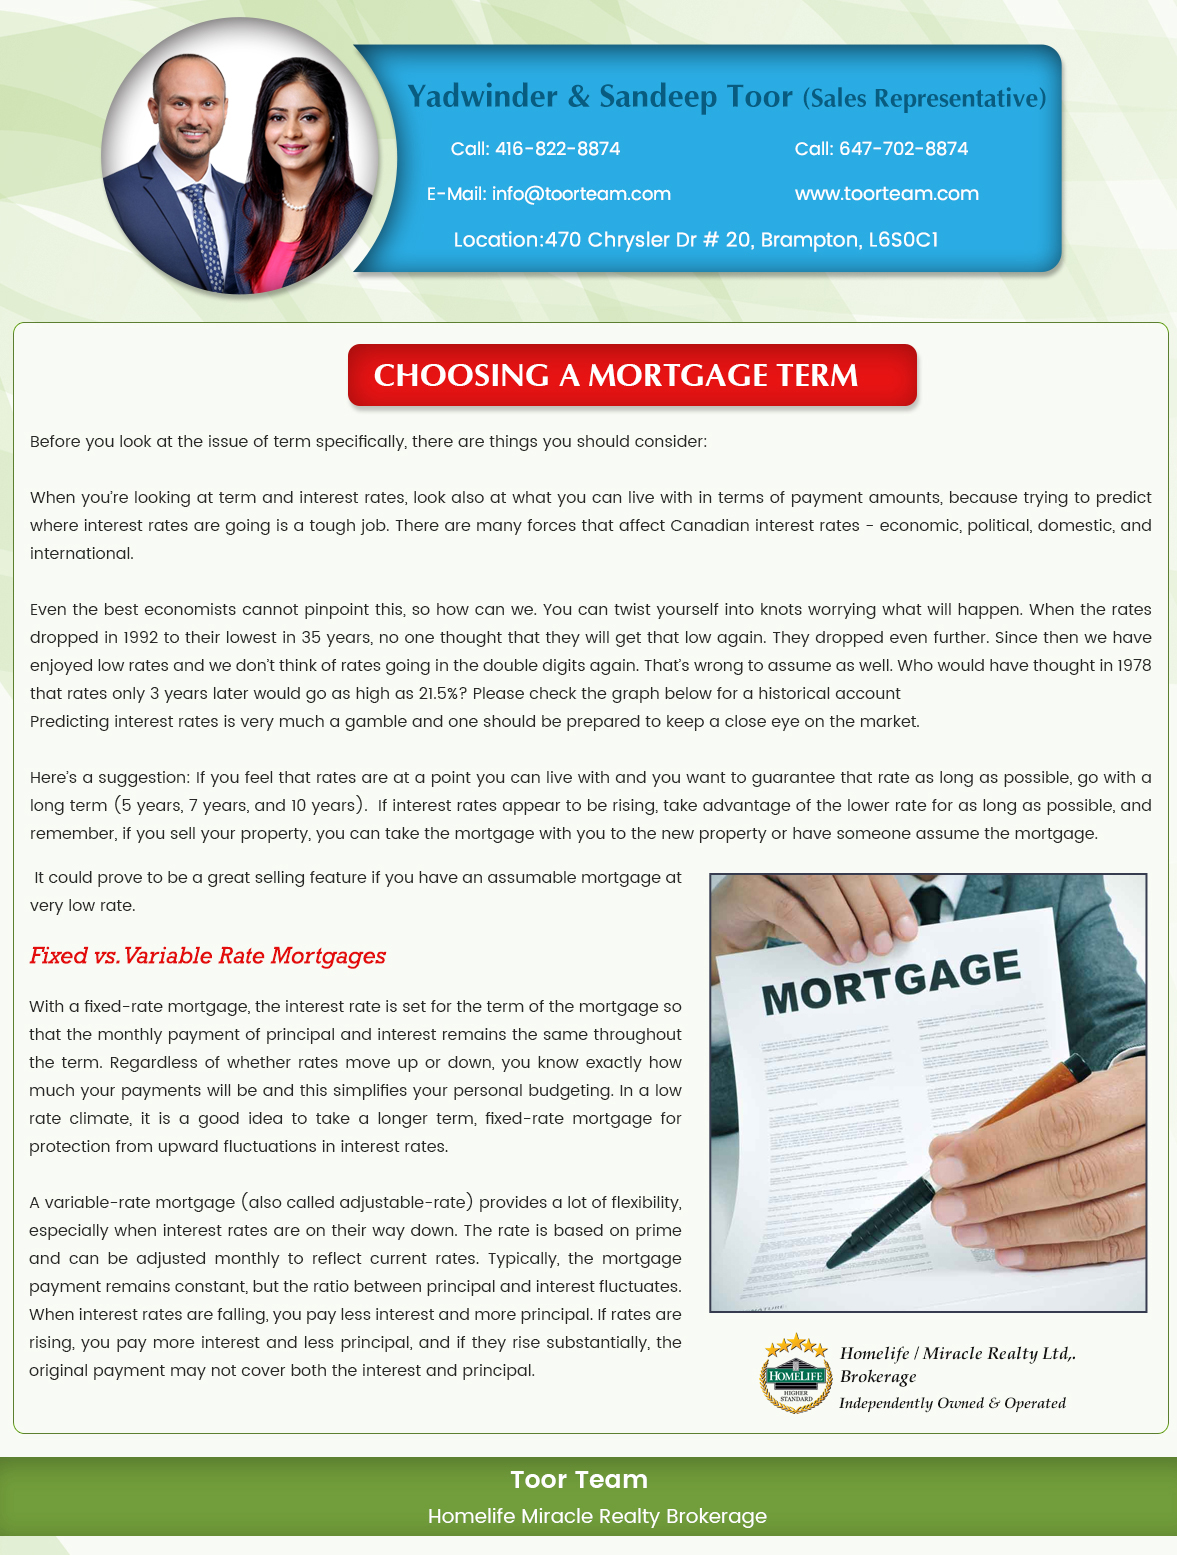 Yadwinder & Sandeep Toor (Sales Representative)
Call: 416-822-8874
Call: 647-702-8874
E-Mail: info@toorteam.com
www.toorteam.com
Location:470 Chrysler Dr # 20, Brampton, L6S0C1
CHOOSING A MORTGAGE TERM
Before you look at the issue of term specifically, there are things you should consider:
When you're looking at term and interest rates, look also at what you can live with in terms of payment amounts, because trying to predict
where interest rates are going is a tough job. There are many forces that affect Canadian interest rates - economic, political, domestic, and
international.
Even the best economists cannot pinpoint this, so how can we. You can twist yourself into knots worrying what will happen. When the rates
dropped in 1992 to their lowest in 35 years, no one thought that they will get that low again. They dropped even further. Since then we have
enjoyed low rates and we don't think of rates going in the double digits again. That's wrong to assume as well. Who would have thought in 1978
that rates only 3 years later would go as high as 21.5%? Please check the graph below for a historical account
Predicting interest rates is very much a gamble and one should be prepared to keep a close eye on the market.
Here's a suggestion: If you feel that rates are at a point you can live with and you want to guarantee that rate as long as possible, go with a
long term (5 years, 7 years, and 10 years). If interest rates appear to be rising, take advantage of the lower rate for as long as possible, and
remember, if you sell your property, you can take the mortgage with you to the new property or have someone assume the mortgage.
It could prove to be a great selling feature if you have an assumable mortgage at
very low rate.
Fixed vs. Variable Rate Mortgages
With a fixed-rate mortgage, the interest rate is set for the term of the mortgage so
that the monthly payment of principal and interest remains the same throughout
the term. Regardless of whether rates move up or down, you know exactly how
much your payments will be and this simplifies your personal budgeting. In a low
rate climate, it is a good idea to take a longer term, fixed-rate mortgage for
protection from upward fluctuations in interest rates.
A variable-rate mortgage (also called adjustable-rate) provides a lot of flexibility,
especially when interest rates are on their way down. The rate is based on prime
and can be adjusted monthly to reflect current rates. Typically, the mortgage
payment remains constant, but the ratio between principal and interest fluctuates.
When interest rates are falling, you pay less interest and more principal. If rates are
rising, you pay more interest and less principal, and if they rise substantially, the
original payment may not cover both the interest and principal.
MORTGAGE
HOMELIFE
HIGHER
STANDARD
Homelife / Miracle Realty Ltd,.
Brokerage
Independently Owned & Operated
Toor Team
Homelife Miracle Realty Brokerage